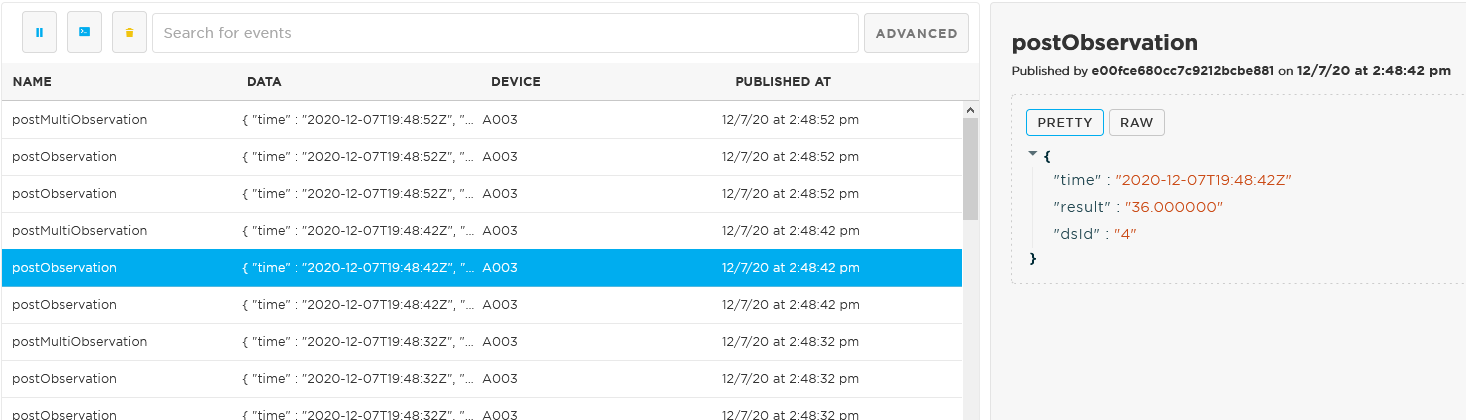 Search for events
ADVANCED
NAME DATA DEVICE PUBLISHED AT
postMultiObservation { "time" : "2020-12-07T19:48:52Z", "... A003 12/7/20 at 2:48:52 pm
postObservation { "time" : "2020-12-07T19:48:52Z", "... A003 12/7/20 at 2:48:52 pm
postObservation { "time" : "2020-12-07T19:48:52Z", "... A003 12/7/20 at 2:48:52 pm
postMultiObservation { "time" : "2020-12-07T19:48:42Z", "... A003 12/7/20 at 2:48:42 pm
postObservation { "time" : "2020-12-07T19:48:42Z", "... A003 12/7/20 at 2:48:42 pm
postObservation { "time" : "2020-12-07T19:48:42Z", "... A003 12/7/20 at 2:48:42 pm
postMultiObservation { "time" : "2020-12-07T19:48:32Z", "... A003 12/7/20 at 2:48:32 pm
postObservation { "time" : "2020-12-07T19:48:32Z", "... A003 12/7/20 at 2:48:32 pm
postObservation { "time" : "2020-12-07T19:48:32Z", "... A003 12/7/20 at 2:48:32 pm
postObservation
Published by e00fce680cc7c9212bcbe881 on 12/7/20 at 2:48:42 pm
PRETTY RAW
{
"time" : "2020-12-07T19:48:42Z"
"result" : "36.000000"
"dsId" : "4"
}